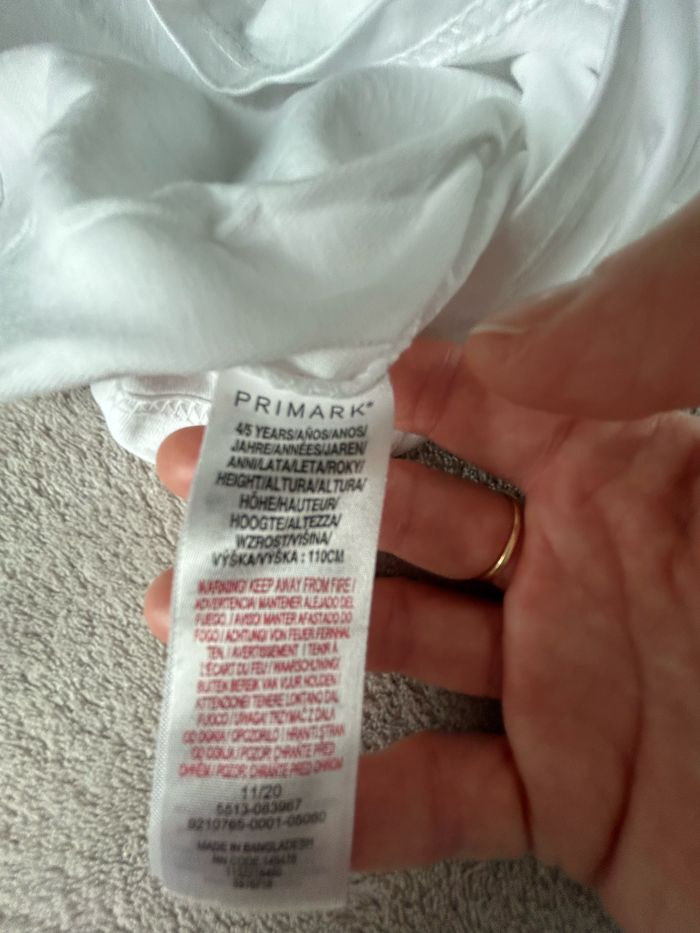 PRIMARK®
4/5 YEARS/AÑOS/ANOS/
JAHRE/ANNÉES/JAREN/
ANNI/LATA/LETA/ROKY/
HEIGHT/ALTURA/ALTURA/
HÖHE/HAUTEUR/
HOOGTE/ALTEZZA/
WZROST/VIŠINA/
VÝŠKA/VÝŠKA : 110CM
WARNING! KEEP AWAY FROM FIRE /
ADVERTENCIA! MANTENER ALEJADO DEL
FUEGO / AVISO! MANTER AFASTADO DO
FOGO / ACHTUNG! VON FEUER FERNHAL
TEN. / AVERTISSEMENT ! TENIR À
L'ÉCART DU FEU / WAARSCHUWING!
BUITEN BEREIK VAN VUUR HOUDEN.
ATTENZIONE! TENERE LONTANO DAL
FUOCO / UWAGA! TRZYMAĆ Z DALA
OD OGNIA / OPOZORILO ! HRANITI STRAN
OD OGNJA / POZOR! CHRAŇTE PŘED
OHNĚM / POZOR! CHRÁŇTE PRED OHŇOM
11/20
5513-083967
9210765-0001-05080
MADE IN BANGLADESH
RN CODE